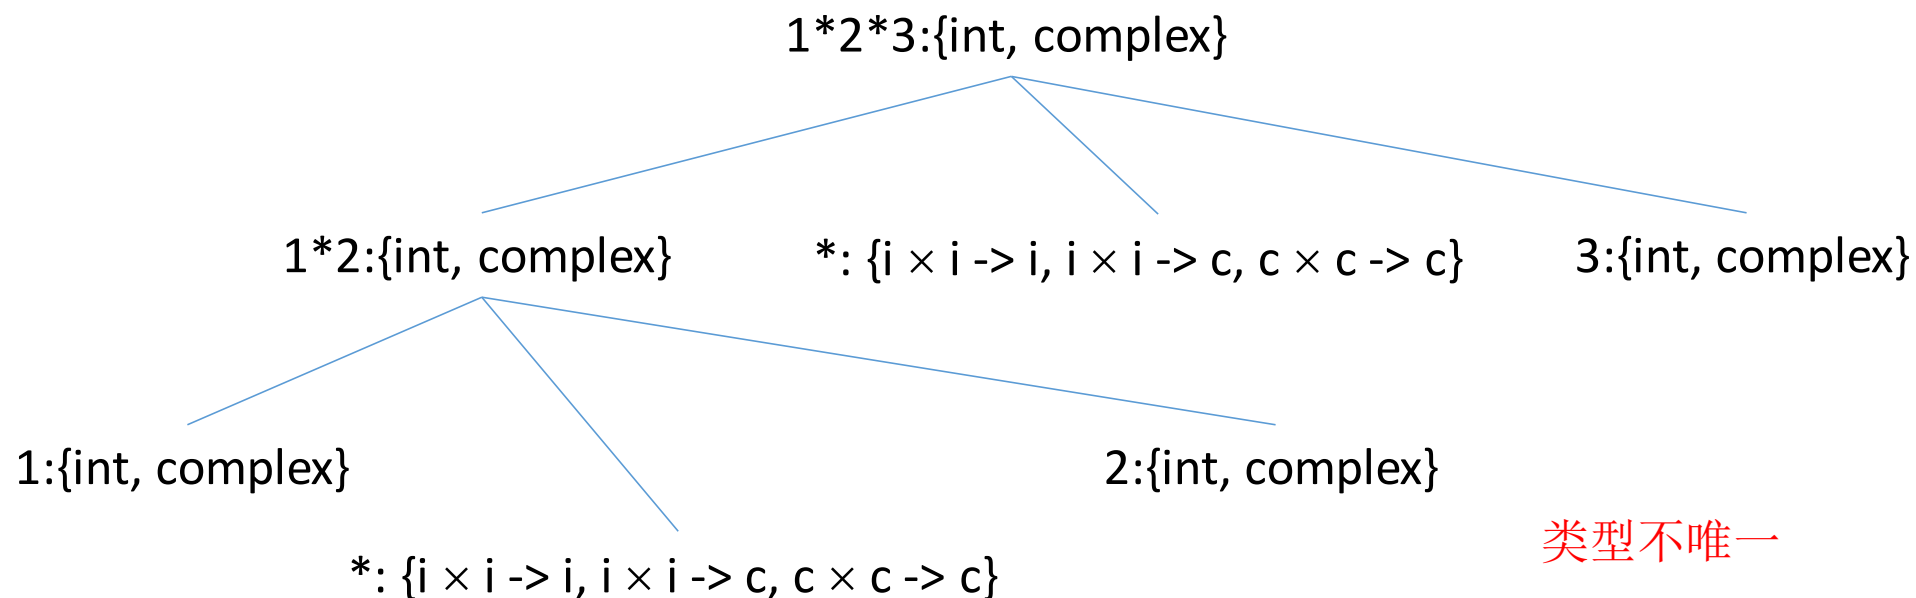 1*2*3:{int, complex}
1*2:{int, complex}
*: {i × i -> i, i × i -> c, c × c -> c}
3:{int, complex}
1:{int, complex}
2:{int, complex}
类型不唯一
*: {i × i -> i, i × i -> c, c × c -> c}